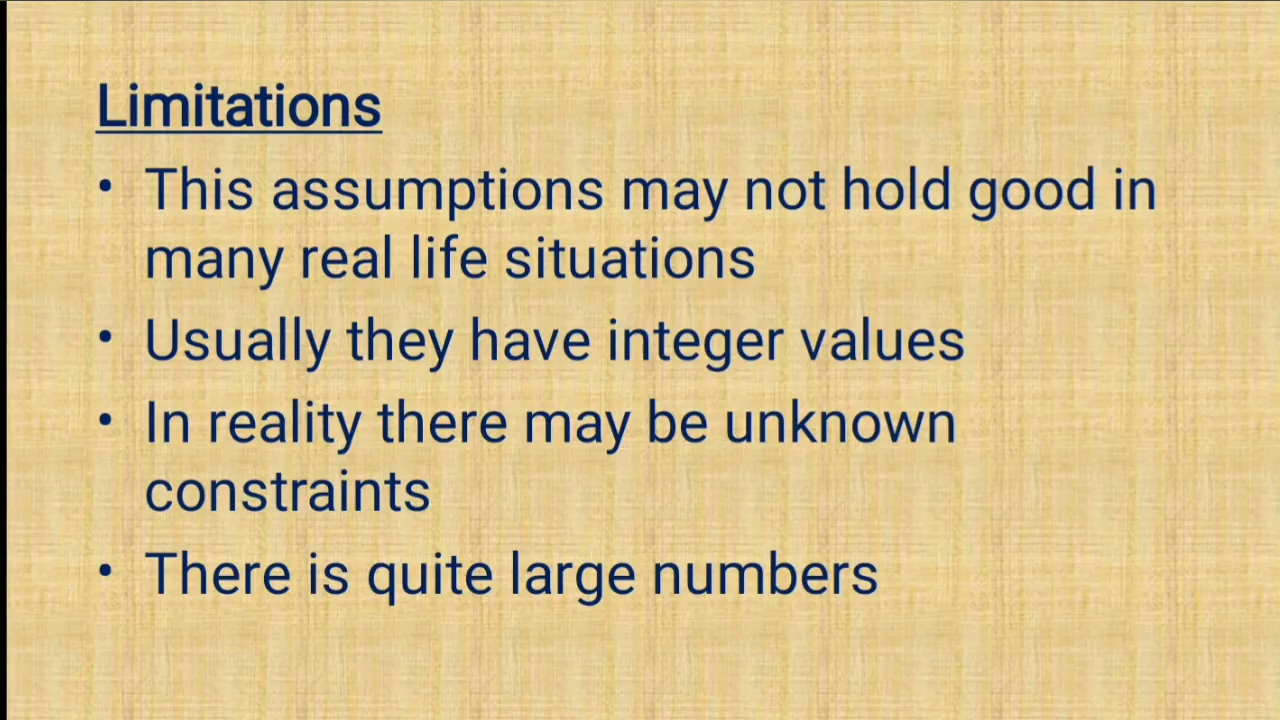 Limitations
• This assumptions may not hold good in
many real life situations
• Usually they have integer values
• In reality there may be unknown
constraints
• There is quite large numbers